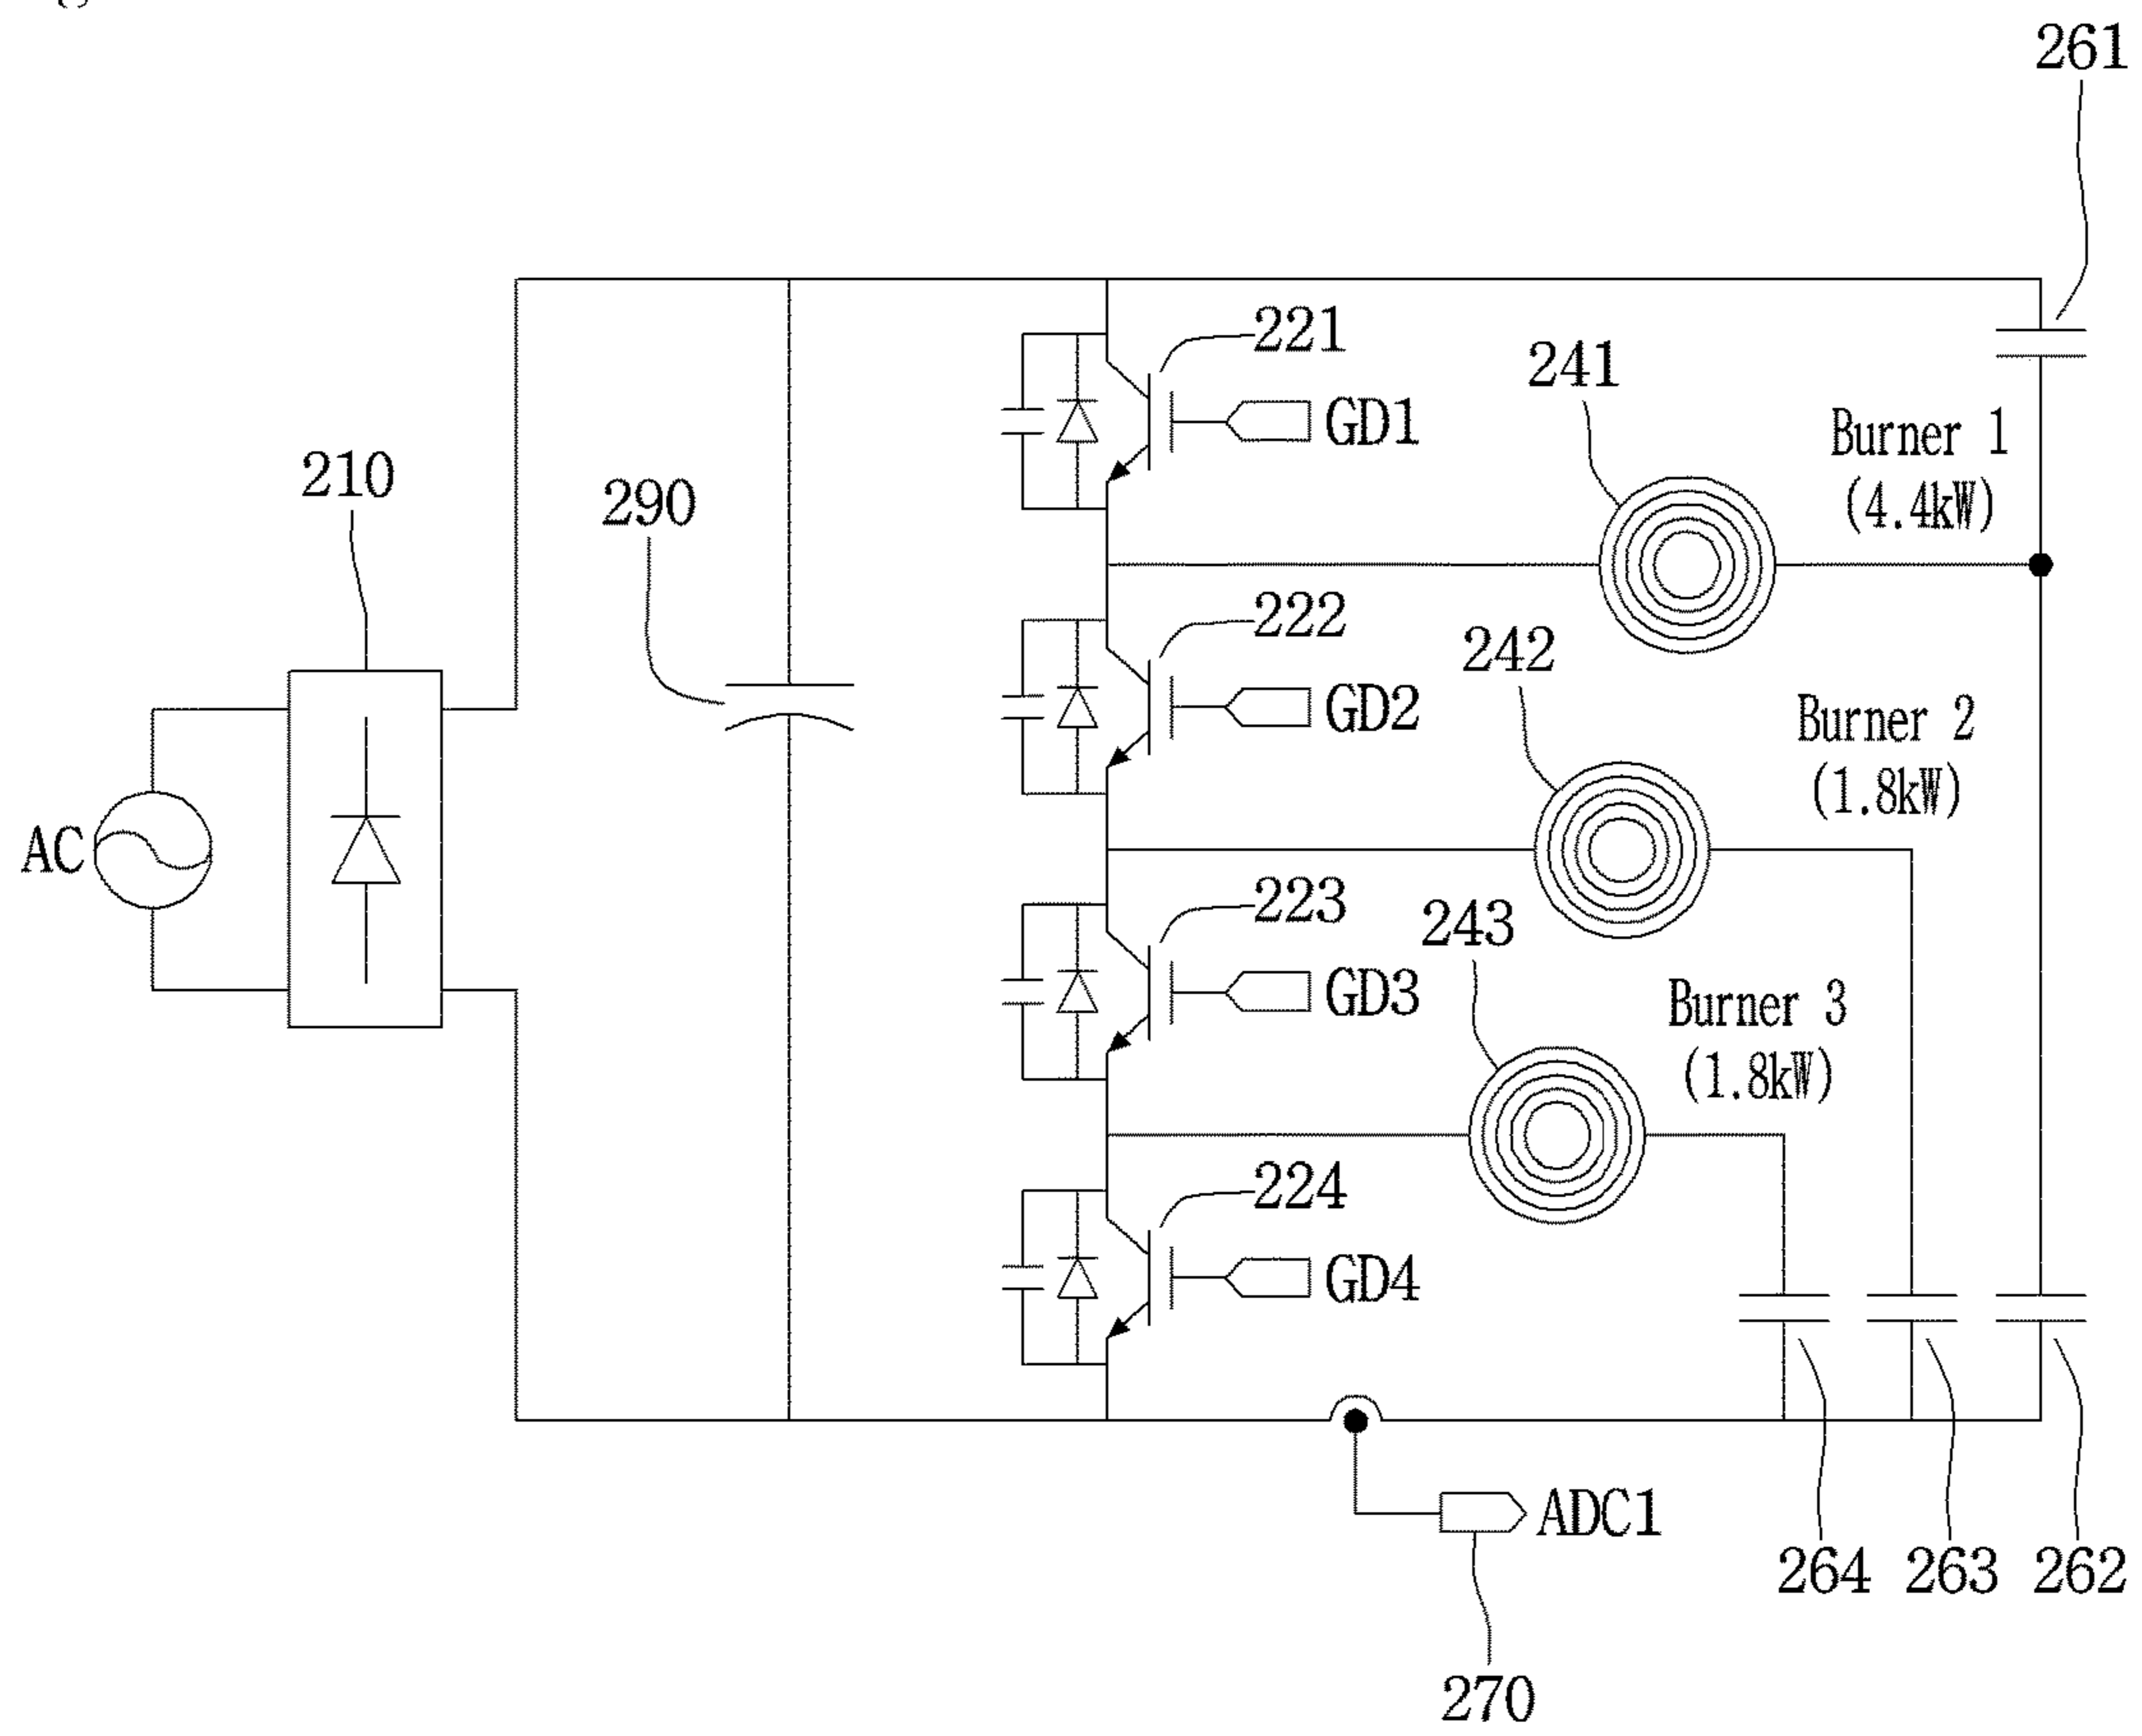 261
221
GD1
241
Burner 1
(4.4kW)
210
290
222
GD2
242
Burner 2
(1.8kW)
AC
223
GD3
243
Burner 3
(1.8kW)
224
GD4
ADC1
264
263
262
270